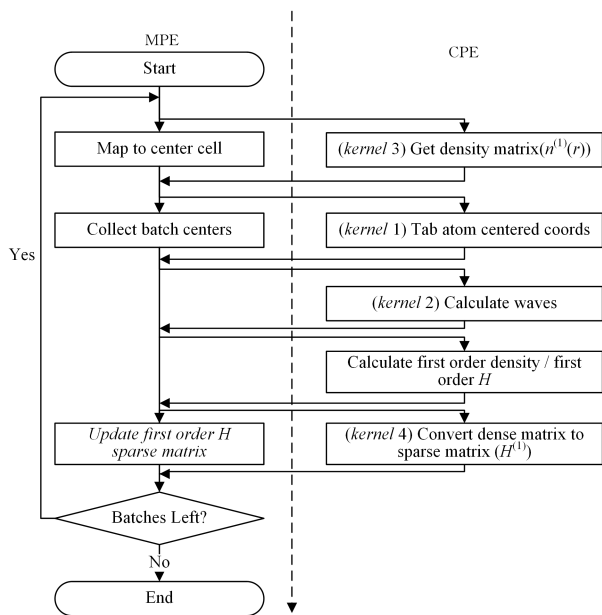 MPE
CPE
Start
Map to center cell
(kernel 3) Get density matrix(n⁽¹⁾(r))
Collect batch centers
(kernel 1) Tab atom centered coords
Yes
(kernel 2) Calculate waves
Calculate first order density / first
order H
Update first order H
sparse matrix
(kernel 4) Convert dense matrix to
sparse matrix (H⁽¹⁾)
Batches Left?
No
End